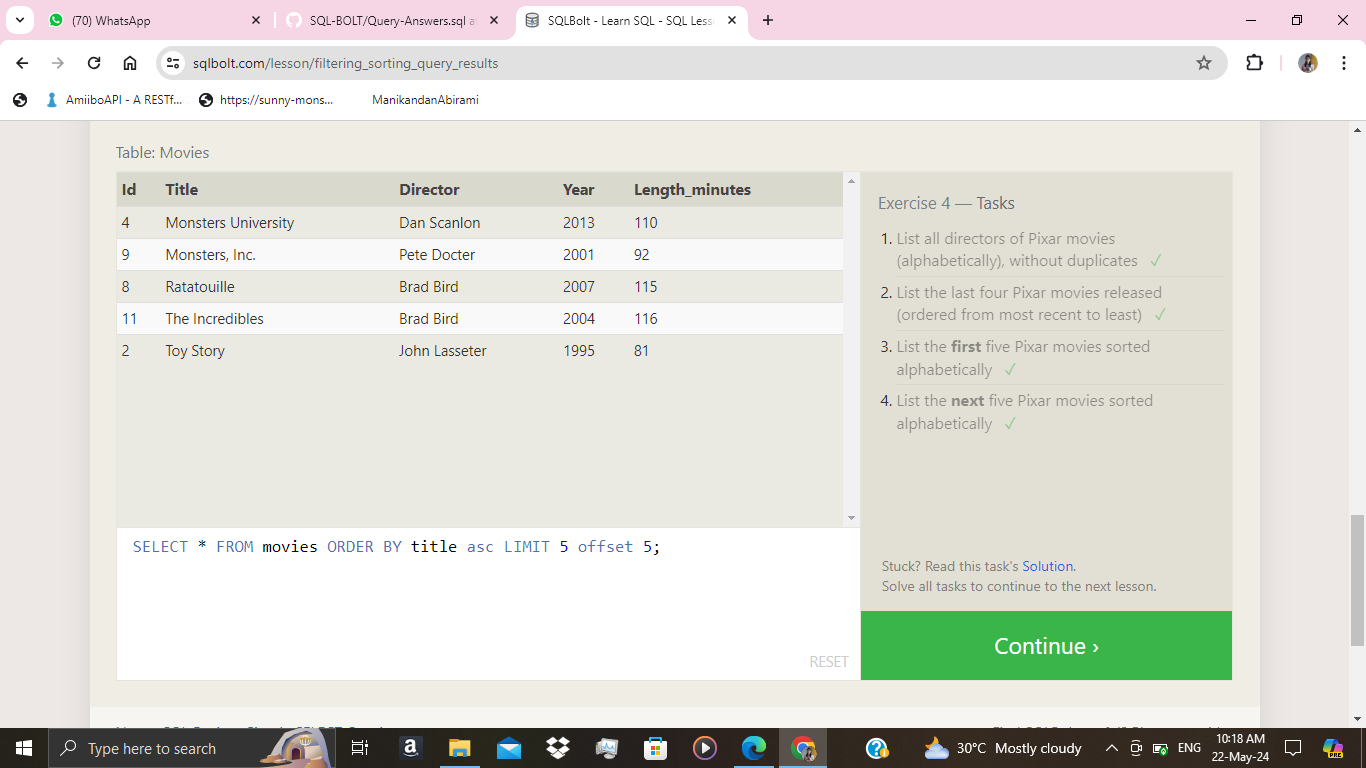 (70) WhatsApp
SQL-BOLT/Query-Answers.sql a
SQLBolt - Learn SQL - SQL Less
sqlbolt.com/lesson/filtering_sorting_query_results
AmiiboAPI - A RESTf...
https://sunny-mons...
ManikandanAbirami
Table: Movies
Id Title Director Year Length_minutes
4 Monsters University Dan Scanlon 2013 110
9 Monsters, Inc. Pete Docter 2001 92
8 Ratatouille Brad Bird 2007 115
11 The Incredibles Brad Bird 2004 116
2 Toy Story John Lasseter 1995 81
SELECT * FROM movies ORDER BY title asc LIMIT 5 offset 5;
RESET
Exercise 4 — Tasks
1. List all directors of Pixar movies
(alphabetically), without duplicates ✓
2. List the last four Pixar movies released
(ordered from most recent to least) ✓
3. List the first five Pixar movies sorted
alphabetically ✓
4. List the next five Pixar movies sorted
alphabetically ✓
Stuck? Read this task's Solution.
Solve all tasks to continue to the next lesson.
Continue ›
Type here to search
30°C Mostly cloudy
ENG
10:18 AM
22-May-24
PRE